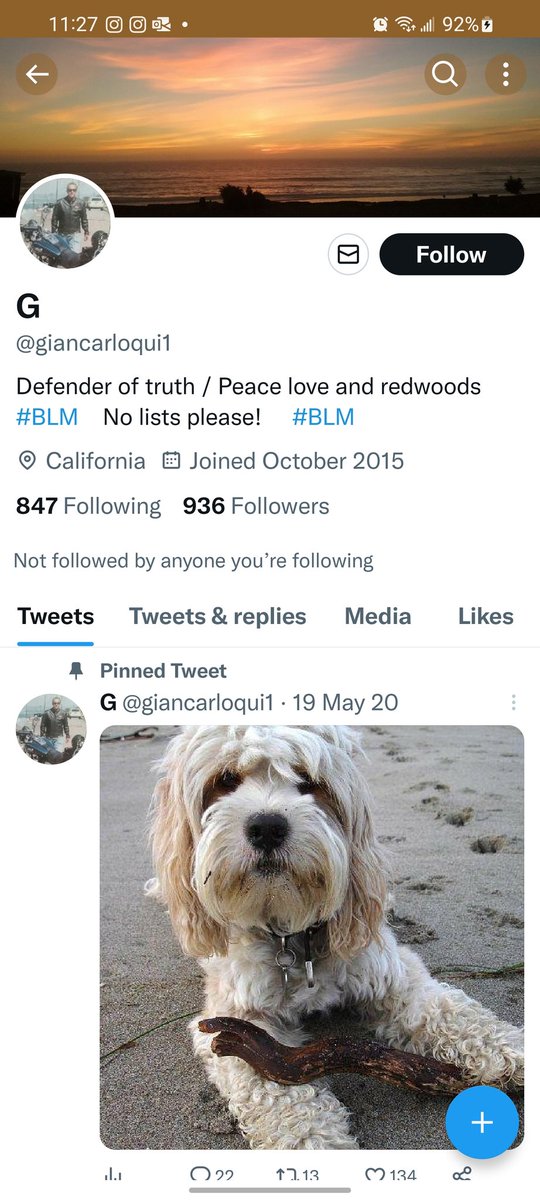 11:27 92%
Follow
G
@giancarloqui1
Defender of truth / Peace love and redwoods
#BLM No lists please! #BLM
California Joined October 2015
847 Following 936 Followers
Not followed by anyone you're following
Tweets Tweets & replies Media Likes
Pinned Tweet
G @giancarloqui1 · 19 May 20
22 13 134